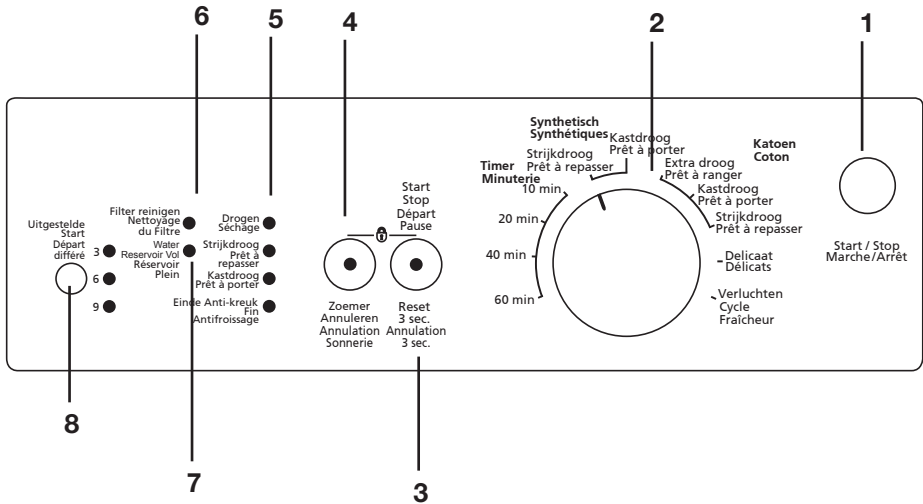 6
5
4
2
1
Uitgestelde
Start
Départ
différé
3
6
9
Filter reinigen
Nettoyage
du Filtre
Water
Reservoir Vol
Réservoir
Plein
Drogen
Séchage
Strijkdroog
Prêt à
repasser
Kastdroog
Prêt à porter
Einde Anti-kreuk
Fin
Antifroissage
Zoemer
Annuleren
Annulation
Sonnerie
Start
Stop
Départ
Pause
Reset
3 sec.
Annulation
3 sec.
Timer
Minuterie
10 min
20 min
40 min
60 min
Synthetisch
Synthétiques
Strijkdroog
Prêt à repasser
Kastdroog
Prêt à porter
Katoen
Coton
Extra droog
Prêt à ranger
Kastdroog
Prêt à porter
Strijkdroog
Prêt à repasser
Delicaat
Délicats
Verluchten
Cycle
Fraîcheur
Start / Stop
Marche/Arrêt
8
7
3